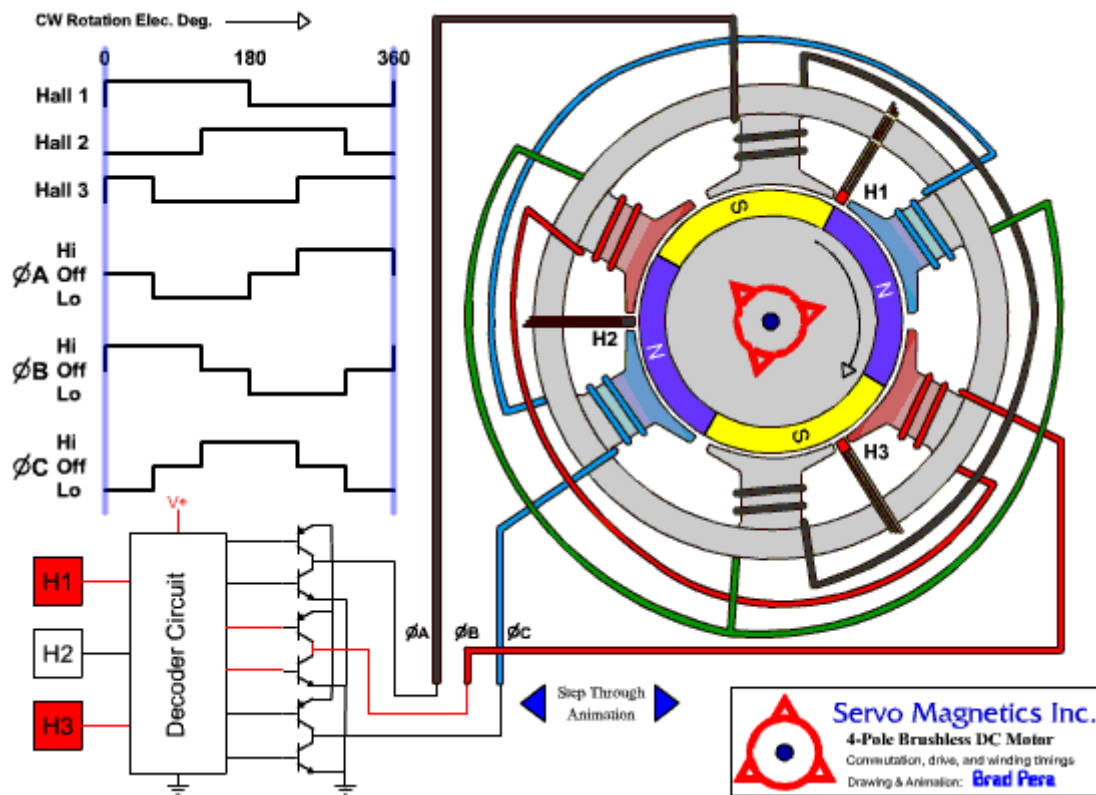 CW Rotation Elec. Deg.
0 180 360
Hall 1
Hall 2
Hall 3
Hi
ØA Off
Lo
Hi
ØB Off
Lo
Hi
ØC Off
Lo
V+
H1
H2
H3
Decoder Circuit
ØA ØB ØC
S
N
N
S
H1
H2
H3
Step Through
Animation
Servo Magnetics Inc.
4-Pole Brushless DC Motor
Commutation, drive, and winding timings
Drawing & Animation: Brad Pera